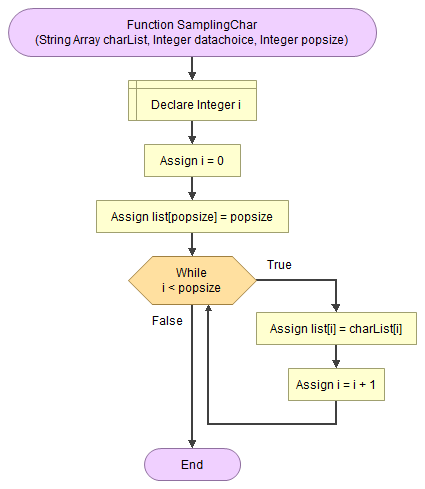 Function SamplingChar
(String Array charList, Integer datachoice, Integer popsize)
Declare Integer i
Assign i = 0
Assign list[popsize] = popsize
While
i < popsize
True
False
Assign list[i] = charList[i]
Assign i = i + 1
End